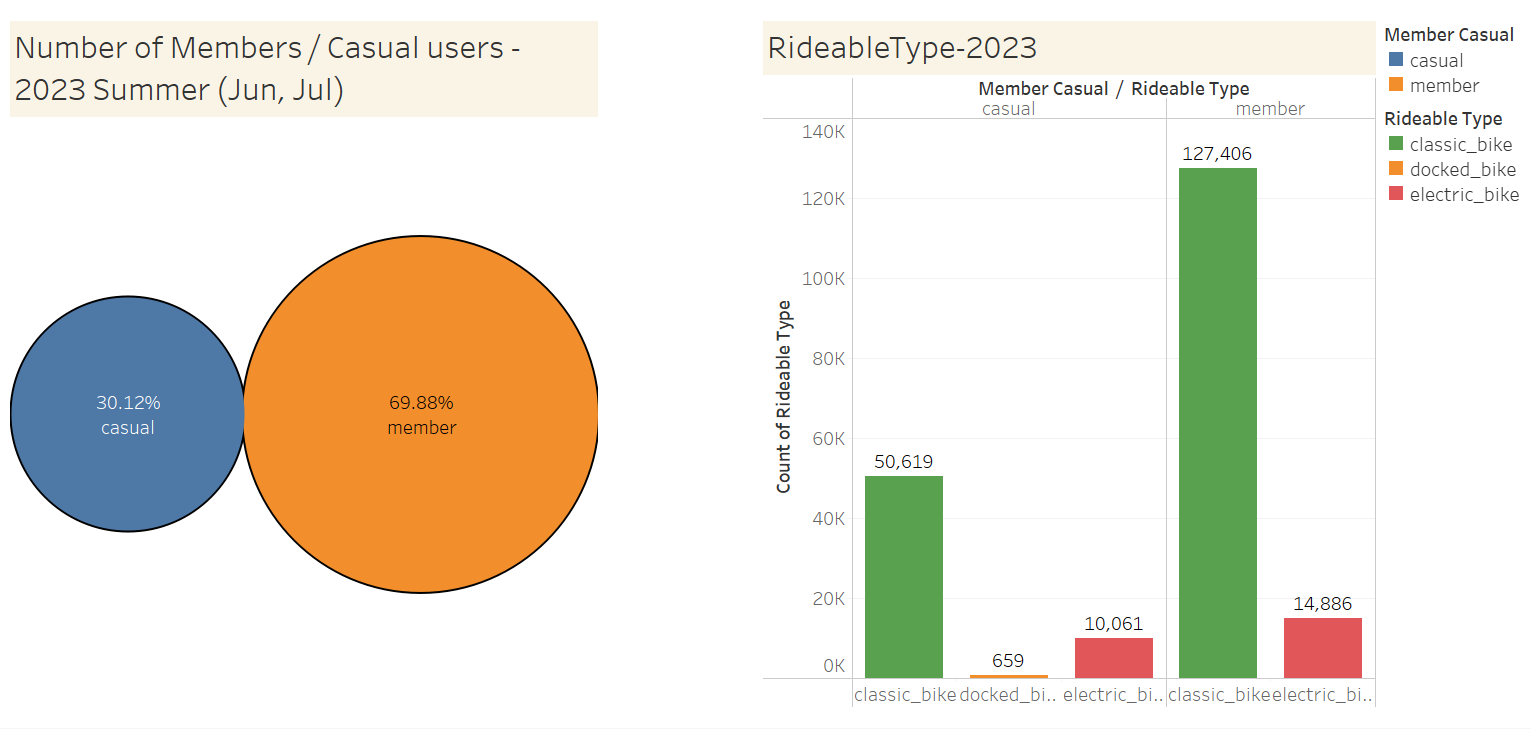 Number of Members / Casual users -
2023 Summer (Jun, Jul)
30.12%
casual
69.88%
member
RideableType-2023
Member Casual / Rideable Type
casual
member
Count of Rideable Type
140K
120K
100K
80K
60K
40K
20K
0K
50,619
659
10,061
127,406
14,886
classic_bike
docked_bi..
electric_bi..
classic_bike
electric_bi..
Member Casual
casual
member
Rideable Type
classic_bike
docked_bike
electric_bike